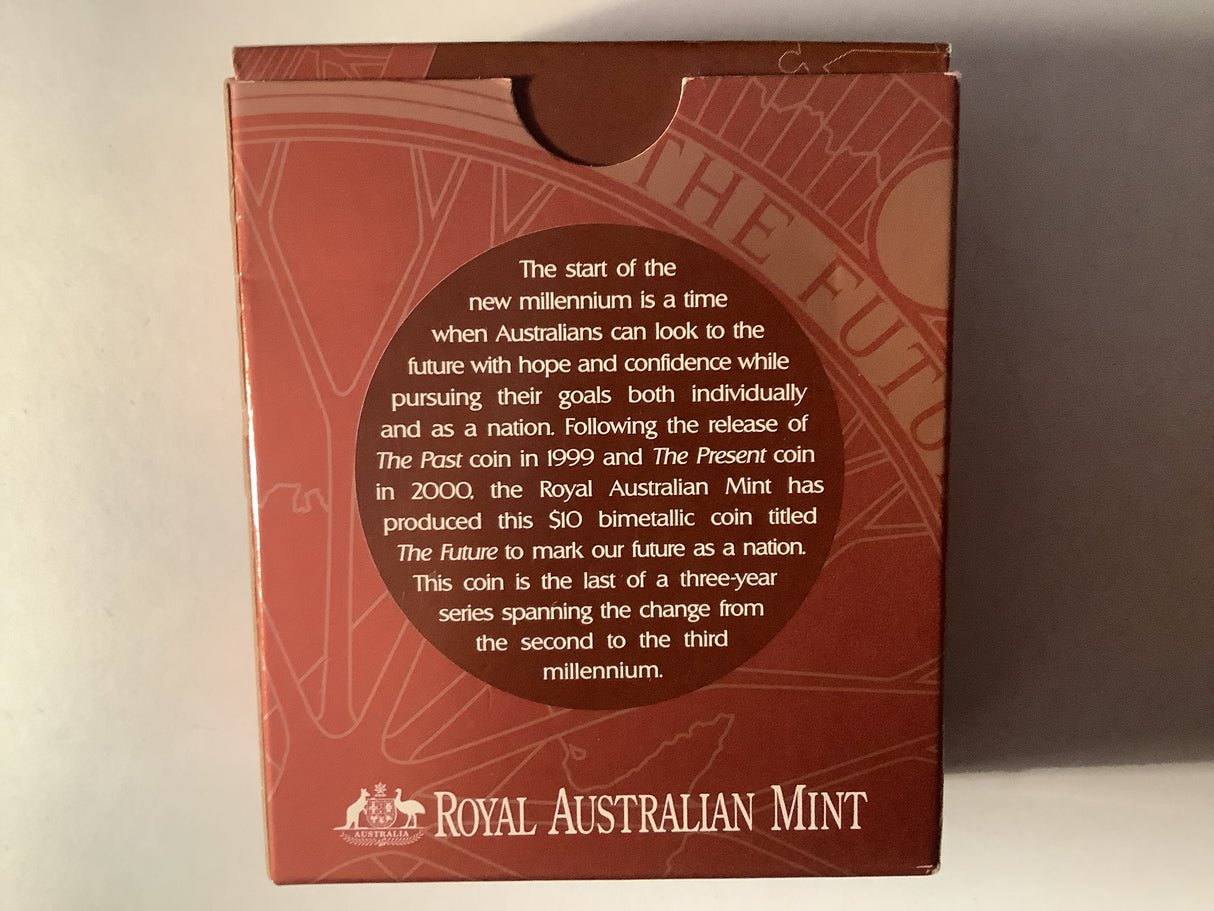 THE FUTU
The start of the
new millennium is a time
when Australians can look to the
future with hope and confidence while
pursuing their goals both individually
and as a nation. Following the release of
The Past coin in 1999 and The Present coin
in 2000, the Royal Australian Mint has
produced this $10 bimetallic coin titled
The Future to mark our future as a nation.
This coin is the last of a three-year
series spanning the change from
the second to the third
millennium.
AUSTRALIA
ROYAL AUSTRALIAN MINT